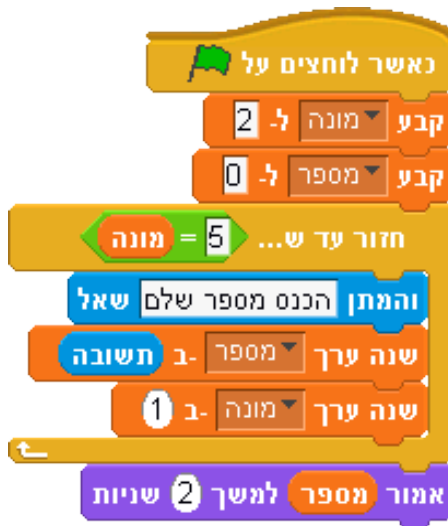 כאשר לוחצים על
קבע מונה ל- 2
קבע מספר ל- 0
חזור עד ש... 5 = מונה
שאל הכנס מספר שלם והמתן
שנה ערך מספר ב- תשובה
שנה ערך מונה ב- 1
אמור מספר למשך 2 שניות